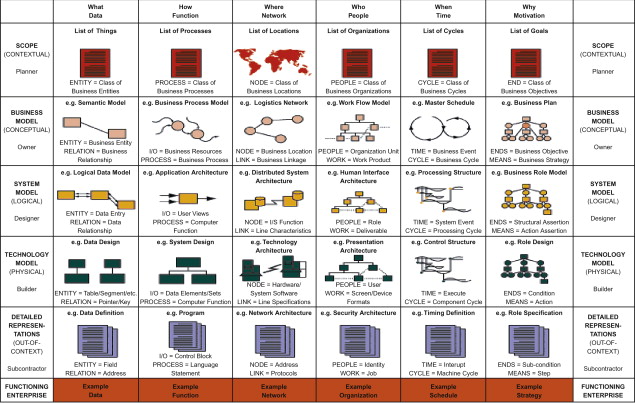 What How Where Who When Why
Data Function Network People Time Motivation
SCOPE List of Things List of Processes List of Locations List of Organizations List of Cycles List of Goals SCOPE
(CONTEXTUAL) (CONTEXTUAL)
Planner Planner
ENTITY = Class of PROCESS = Class of NODE = Class of PEOPLE = Class of CYCLE = Class of END = Class of
Business Entities Business Processes Business Locations Business Organizations Business Cycles Business Objectives
BUSINESS e.g. Semantic Model e.g. Business Process Model e.g. Logistics Network e.g. Work Flow Model e.g. Master Schedule e.g. Business Plan BUSINESS
MODEL MODEL
(CONCEPTUAL) (CONCEPTUAL)
Owner Owner
ENTITY = Business Entity I/O = Business Resources NODE = Business Location PEOPLE = Organization Unit TIME = Business Event ENDS = Business Objective
RELATION = Business PROCESS = Business Process LINK = Business Linkage WORK = Work Product CYCLE = Business Cycle MEANS = Business Strategy
Relationship
SYSTEM e.g. Logical Data Model e.g. Application Architecture e.g. Distributed System e.g. Human Interface e.g. Processing Structure e.g. Business Role Model SYSTEM
MODEL Architecture Architecture MODEL
(LOGICAL) (LOGICAL)
Designer Designer
ENTITY = Data Entry I/O = User Views NODE = I/S Function PEOPLE = Role TIME = System Event ENDS = Structural Assertion
RELATION = Data PROCESS = Computer LINK = Line Characteristics WORK = Deliverable CYCLE = Processing Cycle MEANS = Action Assertion
Relationship Function
TECHNOLOGY e.g. Data Design e.g. System Design e.g. Technology e.g. Presentation e.g. Control Structure e.g. Role Design TECHNOLOGY
MODEL Architecture Architecture MODEL
(PHYSICAL) (PHYSICAL)
Builder Builder
ENTITY = Table/Segment/etc. I/O = Data Elements/Sets NODE = Hardware/ PEOPLE = User TIME = Execute ENDS = Condition
RELATION = Pointer/Key PROCESS = Computer Function System Software WORK = Screen/Device CYCLE = Component Cycle MEANS = Action
LINK = Line Specifications Formats
DETAILED e.g. Data Definition e.g. Program e.g. Network Architecture e.g. Security Architecture e.g. Timing Definition e.g. Role Specification DETAILED
REPRESEN- REPRESEN-
TATIONS TATIONS
(OUT-OF- (OUT-OF-
CONTEXT) CONTEXT)
Subcontractor Subcontractor
ENTITY = Field I/O = Control Block NODE = Address PEOPLE = Identity TIME = Interupt ENDS = Sub-condition
RELATION = Address PROCESS = Language LINK = Protocols WORK = Job CYCLE = Machine Cycle MEANS = Step
Statement
FUNCTIONING Example Example Example Example Example Example FUNCTIONING
ENTERPRISE Data Function Network Organization Schedule Strategy ENTERPRISE